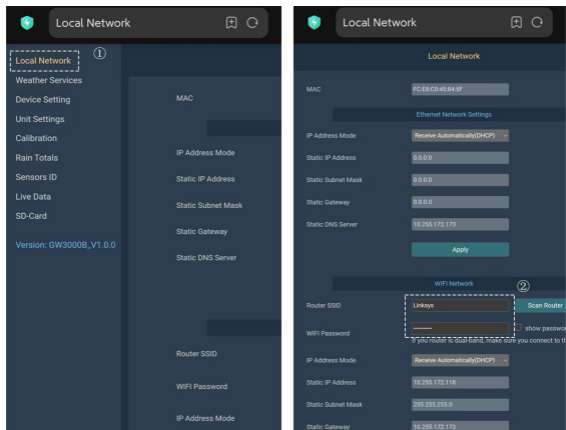 Local Network
①
Local Network
Weather Services
Device Setting
Unit Settings
Calibration
Rain Totals
Sensors ID
Live Data
SD-Card
Version: GW3000B_V1.0.0
MAC
IP Address Mode
Static IP Address
Static Subnet Mask
Static Gateway
Static DNS Server
Router SSID
WIFI Password
IP Address Mode
Local Network
Local Network
MAC FC:E8:C0:45:84:5F
Ethernet Network Settings
IP Address Mode Receive Automatically(DHCP)
Static IP Address 0.0.0.0
Static Subnet Mask 0.0.0.0
Static Gateway 0.0.0.0
Static DNS Server 10.255.172.173
Apply
WIFI Network
②
Router SSID Linksys Scan Router
WIFI Password ········· show passwo
If you router is dual-band, make sure you connect to th
IP Address Mode Receive Automatically(DHCP)
Static IP Address 10.255.172.118
Static Subnet Mask 255.255.255.0
Static Gateway 10.255.172.173